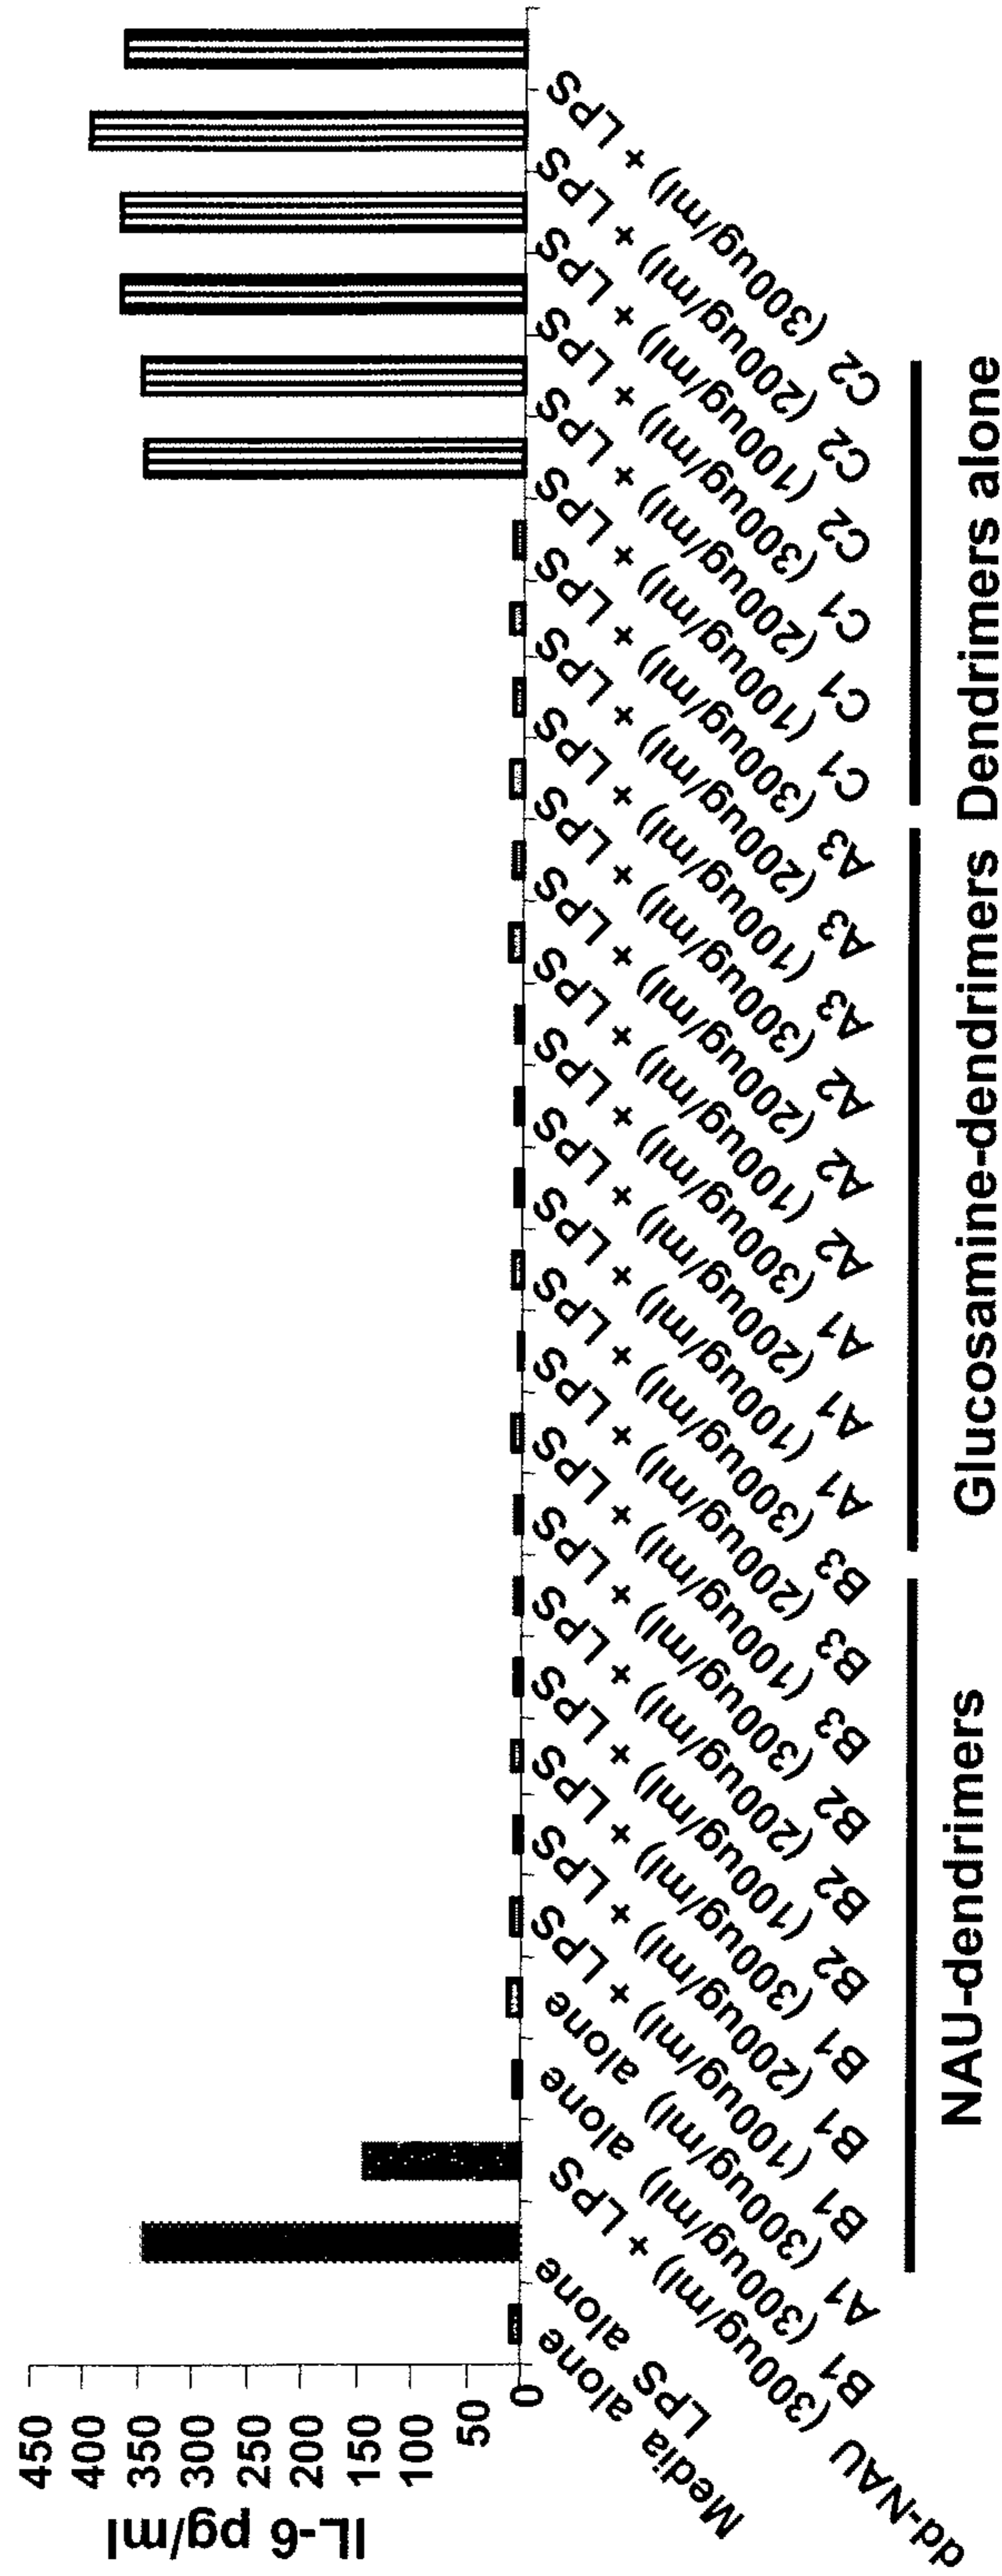 IL-6 pg/ml
450
400
350
300
250
200
150
100
50
0
Media alone
LPS alone
dd-NAU (300ug/ml) + LPS
B1 (300ug/ml) alone
A1 (300ug/ml) alone
B1 (100ug/ml) + LPS
B1 (200ug/ml) + LPS
B1 (300ug/ml) + LPS
B2 (100ug/ml) + LPS
B2 (200ug/ml) + LPS
B2 (300ug/ml) + LPS
B3 (100ug/ml) + LPS
B3 (200ug/ml) + LPS
B3 (300ug/ml) + LPS
A1 (100ug/ml) + LPS
A1 (200ug/ml) + LPS
A1 (300ug/ml) + LPS
A2 (100ug/ml) + LPS
A2 (200ug/ml) + LPS
A2 (300ug/ml) + LPS
A3 (100ug/ml) + LPS
A3 (200ug/ml) + LPS
A3 (300ug/ml) + LPS
C1 (100ug/ml) + LPS
C1 (200ug/ml) + LPS
C1 (300ug/ml) + LPS
C2 (100ug/ml) + LPS
C2 (200ug/ml) + LPS
C2 (300ug/ml) + LPS
NAU-dendrimers
Glucosamine-dendrimers
Dendrimers alone